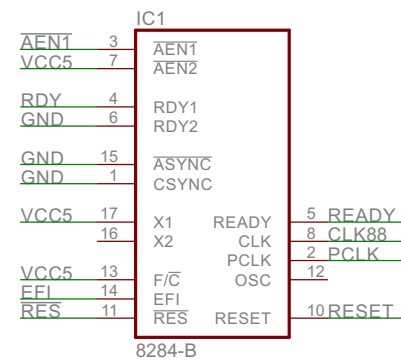 IC1
AEN1 3 AEN1
VCC5 7 AEN2
RDY 4 RDY1
GND 6 RDY2
GND 15 ASYNC
GND 1 CSYNC
VCC5 17 X1 READY 5 READY
16 X2 CLK 8 CLK88
PCLK 2 PCLK
VCC5 13 F/C OSC 12
EFI 14 EFI
RES 11 RES RESET 10 RESET
8284-B